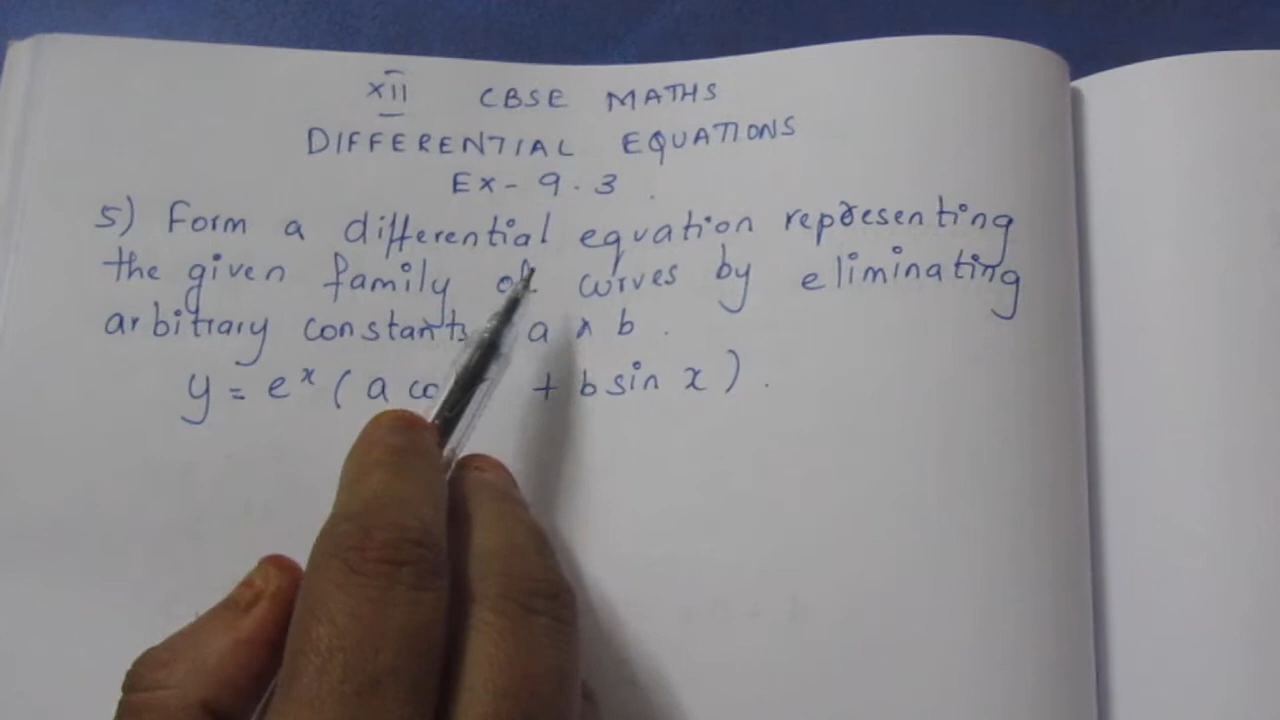 XII CBSE MATHS
DIFFERENTIAL EQUATIONS
EX - 9.3
5) Form a differential equation representing
the given family of curves by eliminating
arbitrary constants a & b.
y = e^x ( a co + b sin x ) .